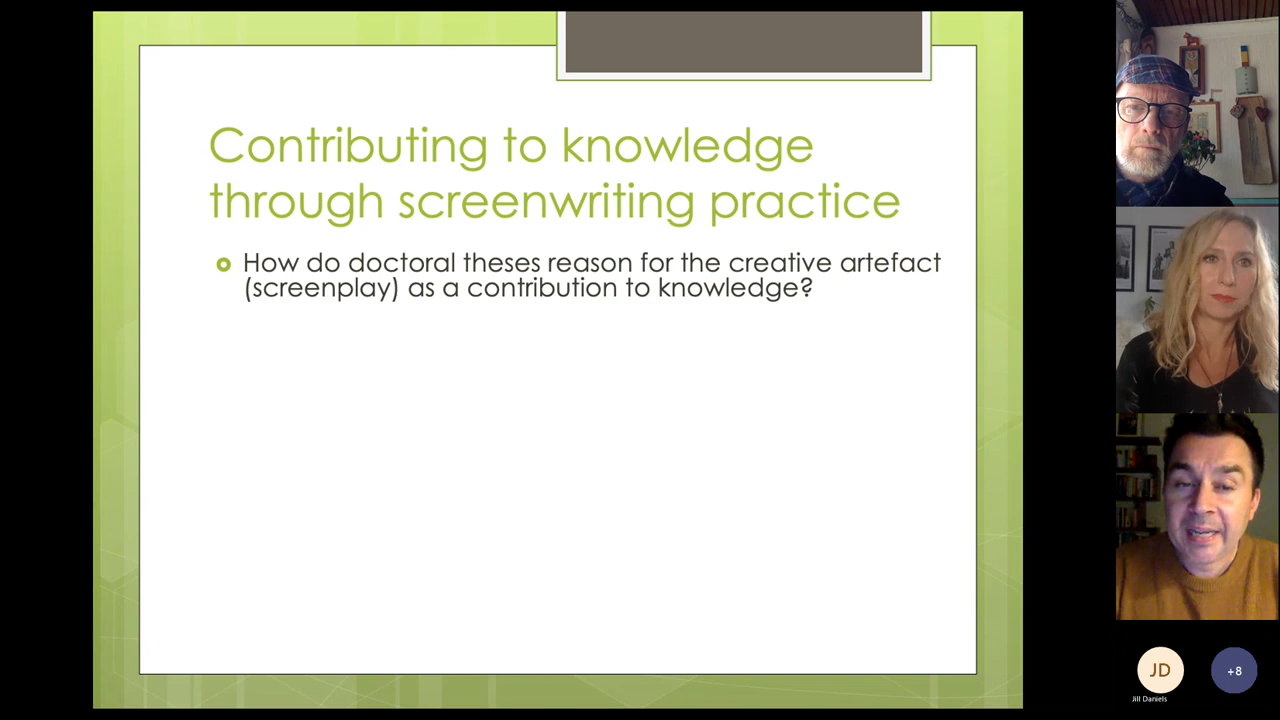 Contributing to knowledge
through screenwriting practice
How do doctoral theses reason for the creative artefact
(screenplay) as a contribution to knowledge?
JD
+8
Jill Daniels